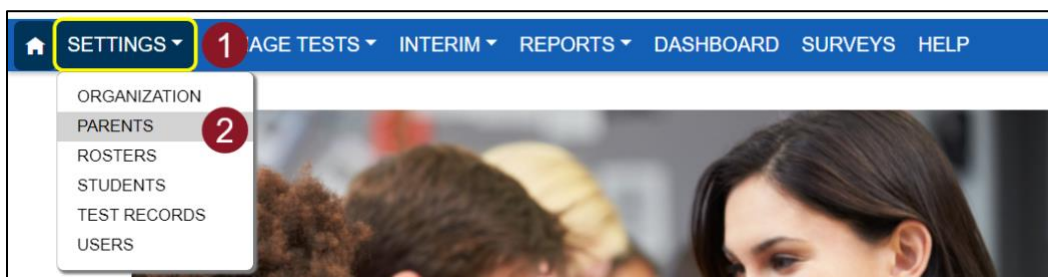 SETTINGS 1 AGE TESTS INTERIM REPORTS DASHBOARD SURVEYS HELP
ORGANIZATION
PARENTS 2
ROSTERS
STUDENTS
TEST RECORDS
USERS